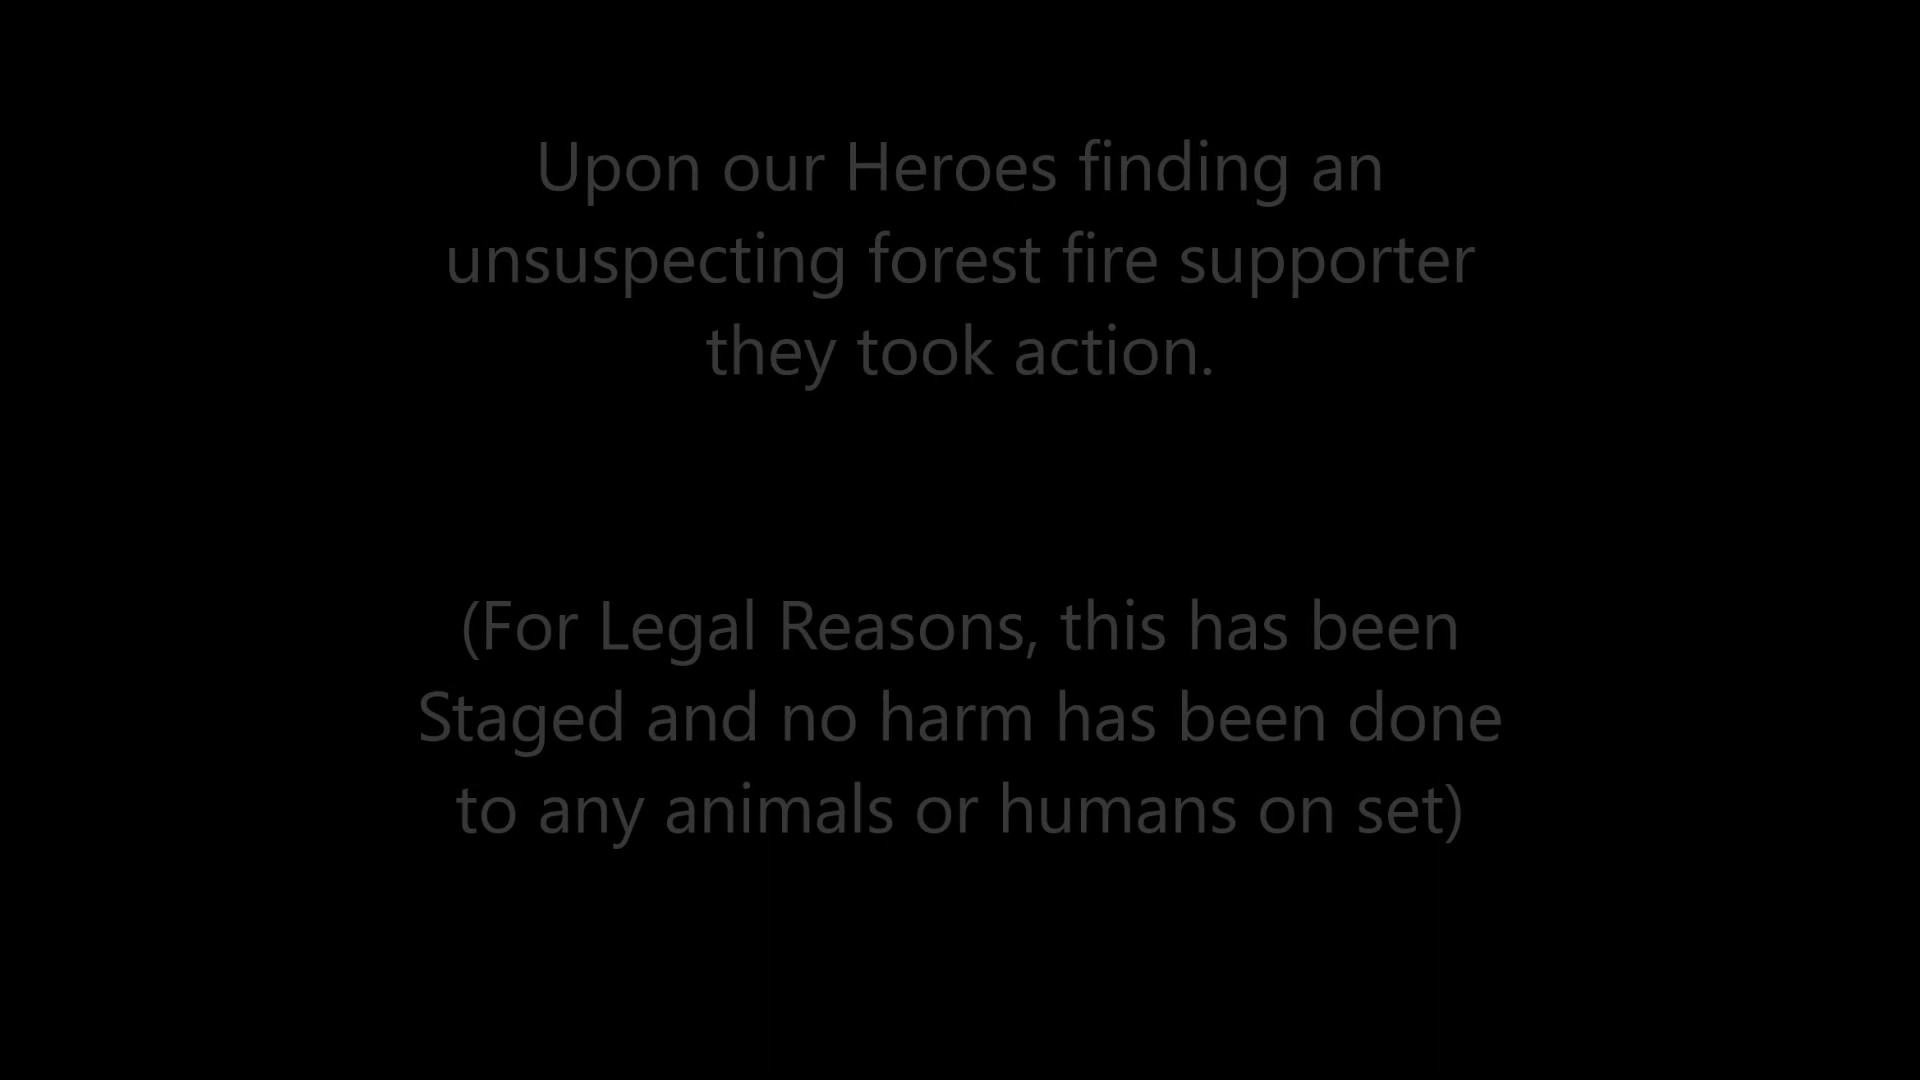 Upon our Heroes finding an
unsuspecting forest fire supporter
they took action.
(For Legal Reasons, this has been
Staged and no harm has been done
to any animals or humans on set)